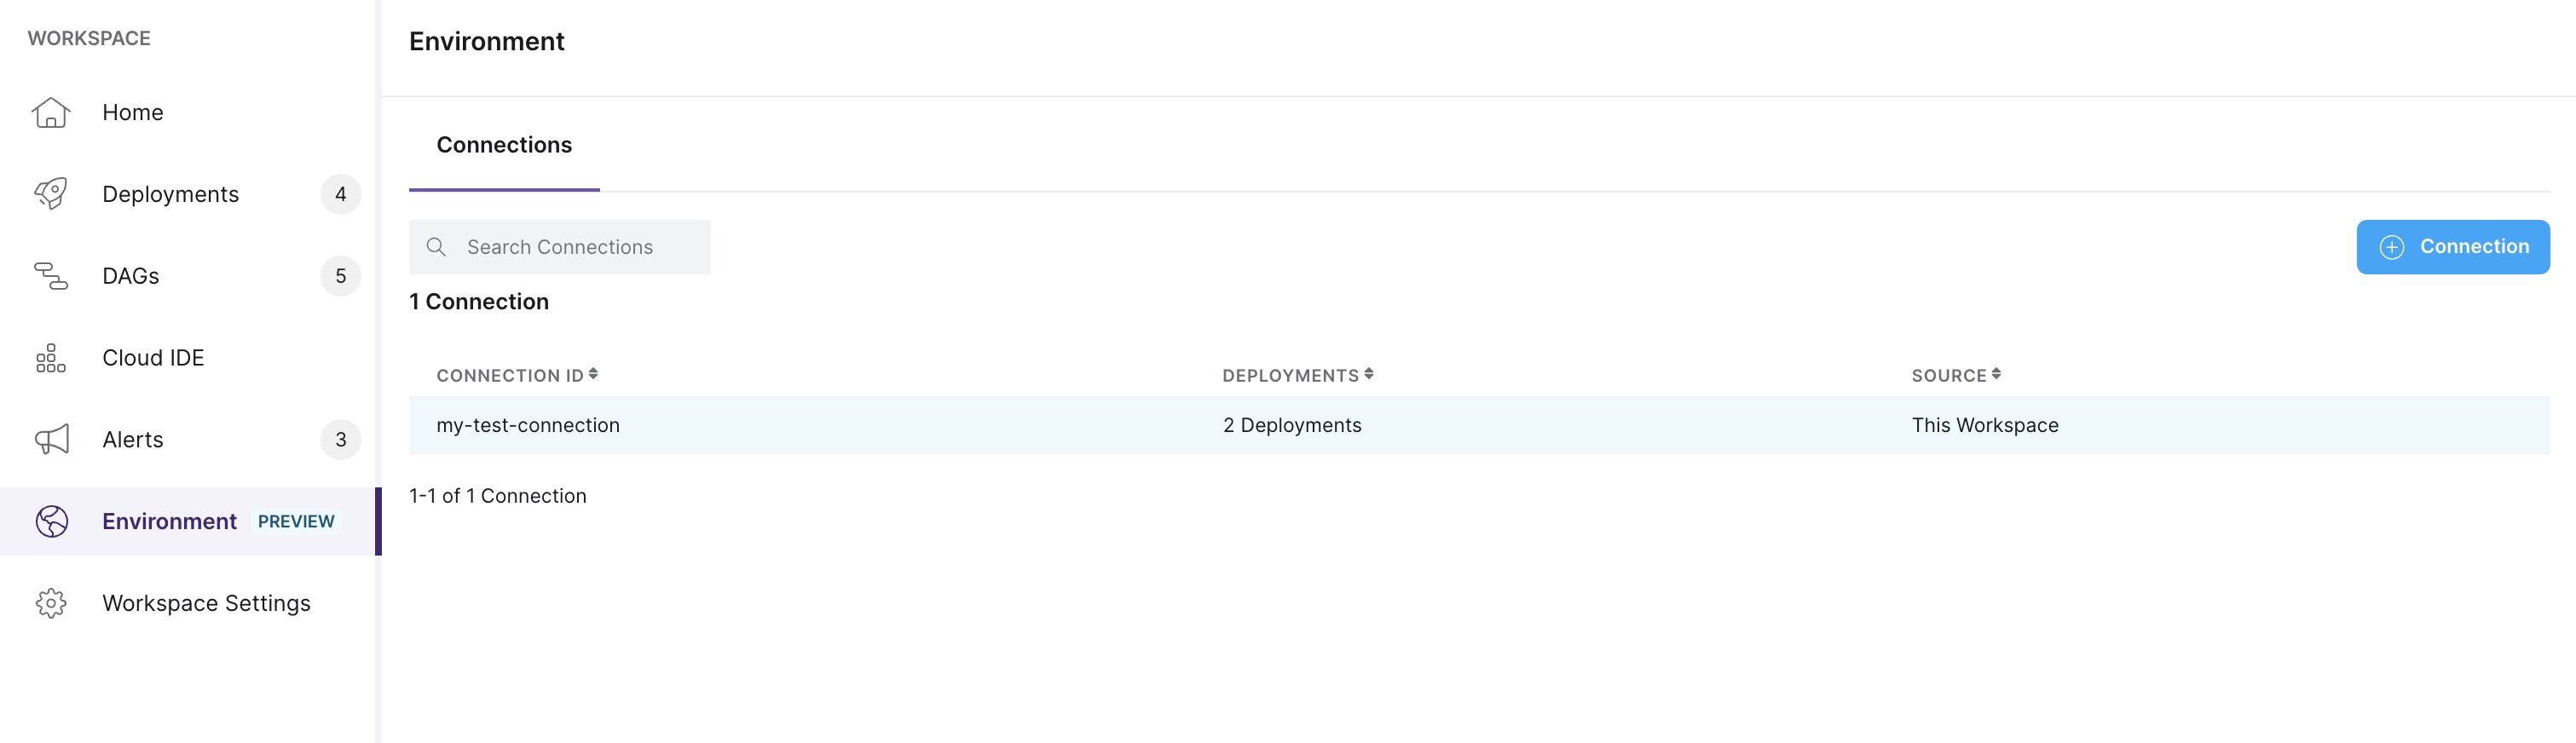 WORKSPACE
Home
Deployments 4
DAGs 5
Cloud IDE
Alerts 3
Environment PREVIEW
Workspace Settings
Environment
Connections
Search Connections
Connection
1 Connection
CONNECTION ID DEPLOYMENTS SOURCE
my-test-connection 2 Deployments This Workspace
1-1 of 1 Connection